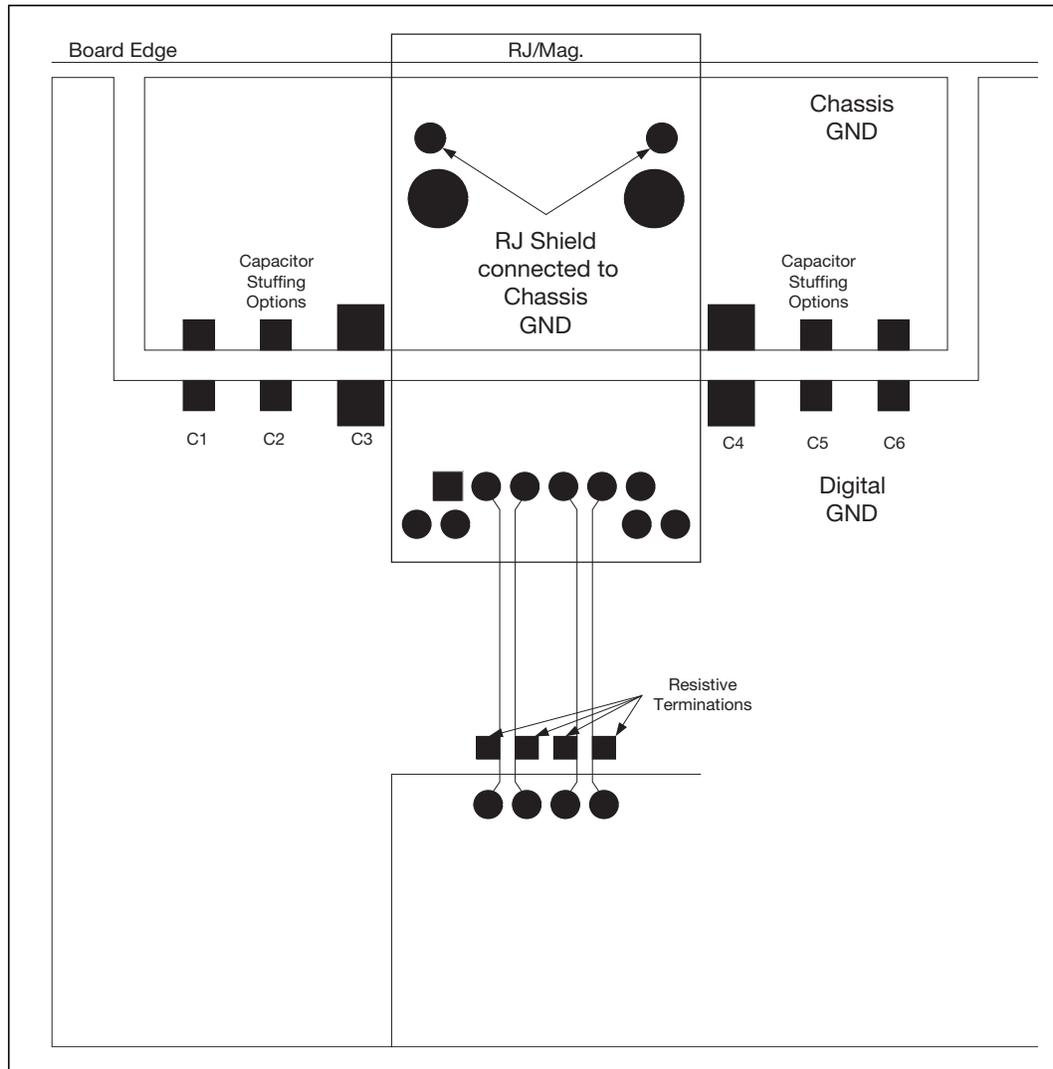 Board Edge
RJ/Mag.
Chassis
GND
RJ Shield
connected to
Chassis
GND
Capacitor
Stuffing
Options
Capacitor
Stuffing
Options
C1
C2
C3
C4
C5
C6
Digital
GND
Resistive
Terminations